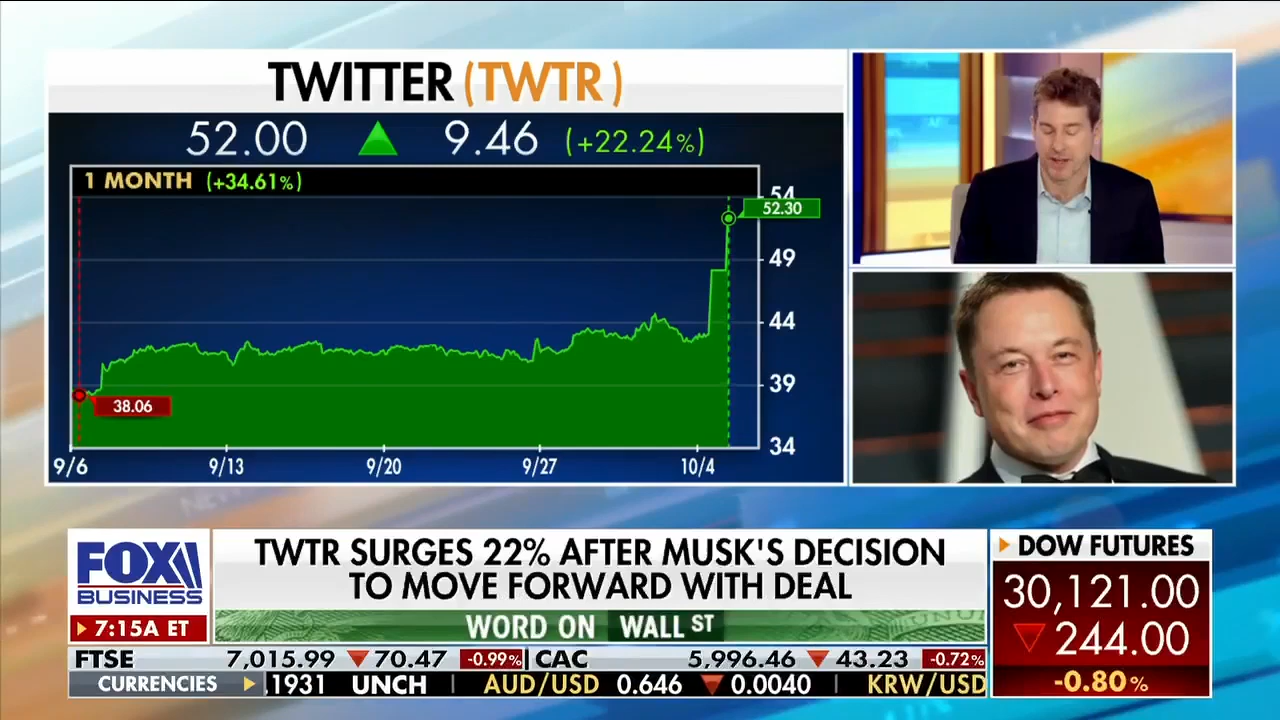 TWITTER (TWTR)
52.00 ▲ 9.46 (+22.24%)
1 MONTH (+34.61%)
54
52.30
49
44
39
38.06
34
9/6 9/13 9/20 9/27 10/4
FOX
BUSINESS
7:15A ET
TWTR SURGES 22% AFTER MUSK'S DECISION
TO MOVE FORWARD WITH DEAL
WORD ON WALL ST
DOW FUTURES
30,121.00
▼ 244.00
-0.80%
FTSE 7,015.99 ▼ 70.47 -0.99% CAC 5,996.46 ▼ 43.23 -0.72%
CURRENCIES .1931 UNCH | AUD/USD 0.646 ▼ 0.0040 | KRW/USD